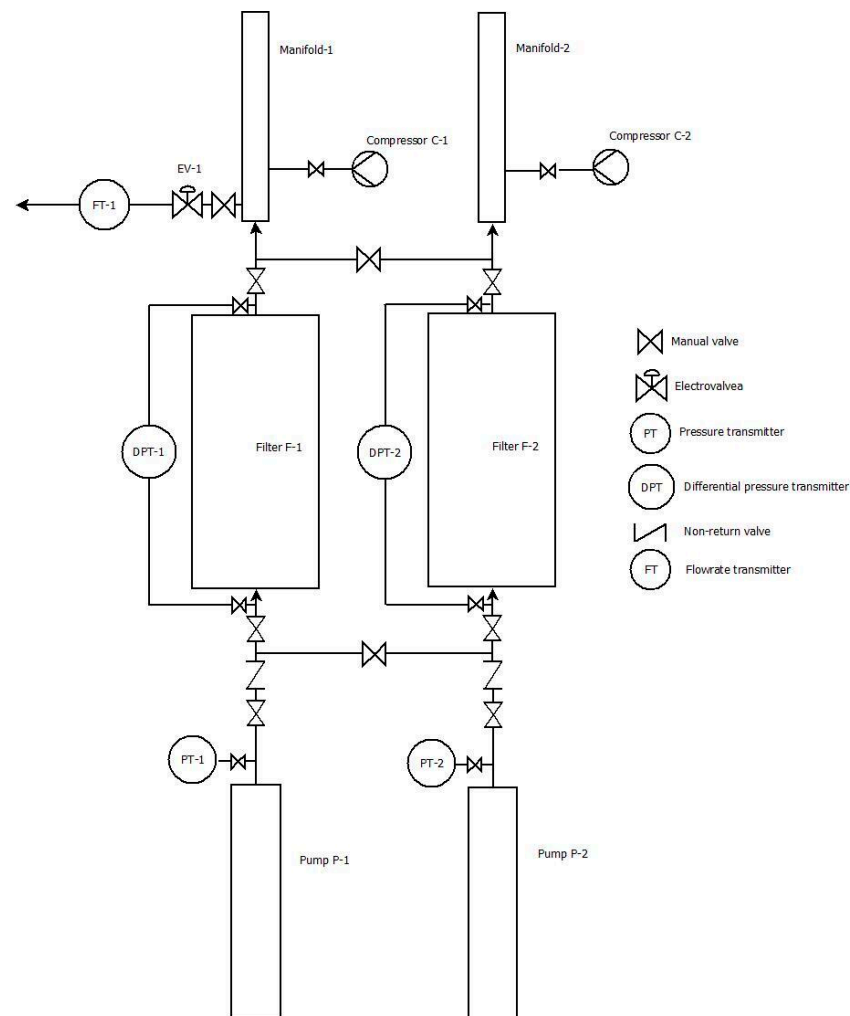 Manifold-1
Manifold-2
Compressor C-1
Compressor C-2
EV-1
FT-1
Manual valve
Electrovalvea
PT
Pressure transmitter
DPT-1
Filter F-1
DPT-2
Filter F-2
DPT
Differential pressure transmitter
Non-return valve
FT
Flowrate transmitter
PT-1
PT-2
Pump P-1
Pump P-2